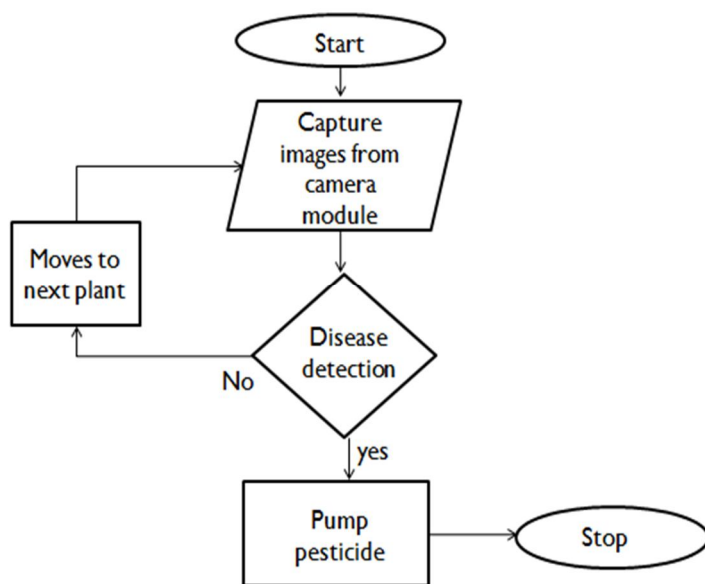 Start
Capture
images from
camera
module
Moves to
next plant
Disease
detection
No
yes
Pump
pesticide
Stop